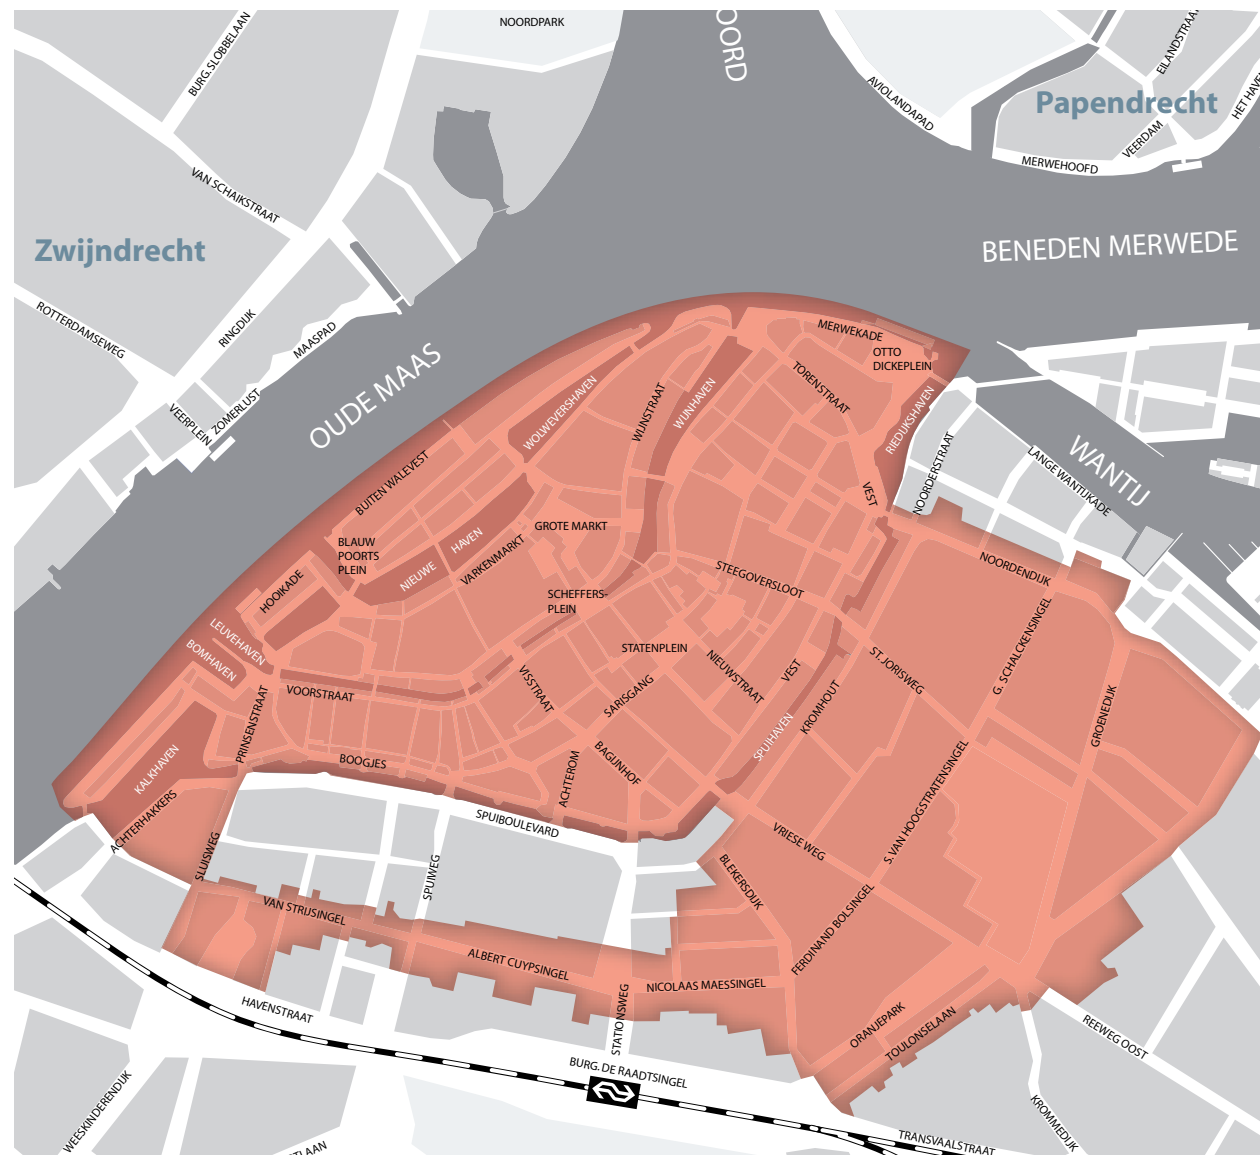 NOORDPARK
OORD
BURG. SLOBBELAAN
EILANDSTRAA
AVIOLANDAPAD
Papendrecht
HET HAVE
VEERDAM
MERWEHOOFD
VAN SCHAIKSTRAAT
Zwijndrecht
BENEDEN MERWEDE
ROTTERDAMSEWEG
RINGDIJK
MAASPAD
VEERPLEIN
ZOMERLUST
OUDE MAAS
MERWEKADE
OTTO
DICKEPLEIN
TORENSTRAAT
RIEDIJKSHAVEN
WOLWEVERSHAVEN
WIJNSTRAAT
WIJNHAVEN
NOORDERSTRAAT
WANTIJ
LANGE WANTIJKADE
BUITEN WALEVEST
VEST
GROTE MARKT
BLAUW
POORTS
PLEIN
NIEUWE
HAVEN
VARKENMARKT
NOORDENDIJK
STEEGOVERSLOOT
HOOIKADE
SCHEFFERS-
PLEIN
LEUVEHAVEN
BOMHAVEN
STATENPLEIN
NIEUWSTRAAT
VEST
ST. JORISWEG
G. SCHALCKENSINGEL
VOORSTRAAT
VISSTRAAT
SARISGANG
KROMHOUT
GROENEDIJK
PRINSENSTRAAT
SPUIHAVEN
KALKHAVEN
BOOGJES
ACHTEROM
BAGIJNHOF
S. VAN HOOGSTRATENSINGEL
ACHTERHAKKERS
SPUIBOULEVARD
VRIESEWEG
SLUISWEG
SPUIWEG
BLEKERSDIJK
FERDINAND BOLSINGEL
VAN STRIJSINGEL
ALBERT CUYPSINGEL
NICOLAAS MAESSINGEL
HAVENSTRAAT
STATIONSWEG
ORANJEPARK
TOULONSELAAN
REEWEG OOST
BURG. DE RAADTSINGEL
WEESKINDERENDIJK
KROMMEDIJK
TRANSVAALSTRAAT
TLAAN